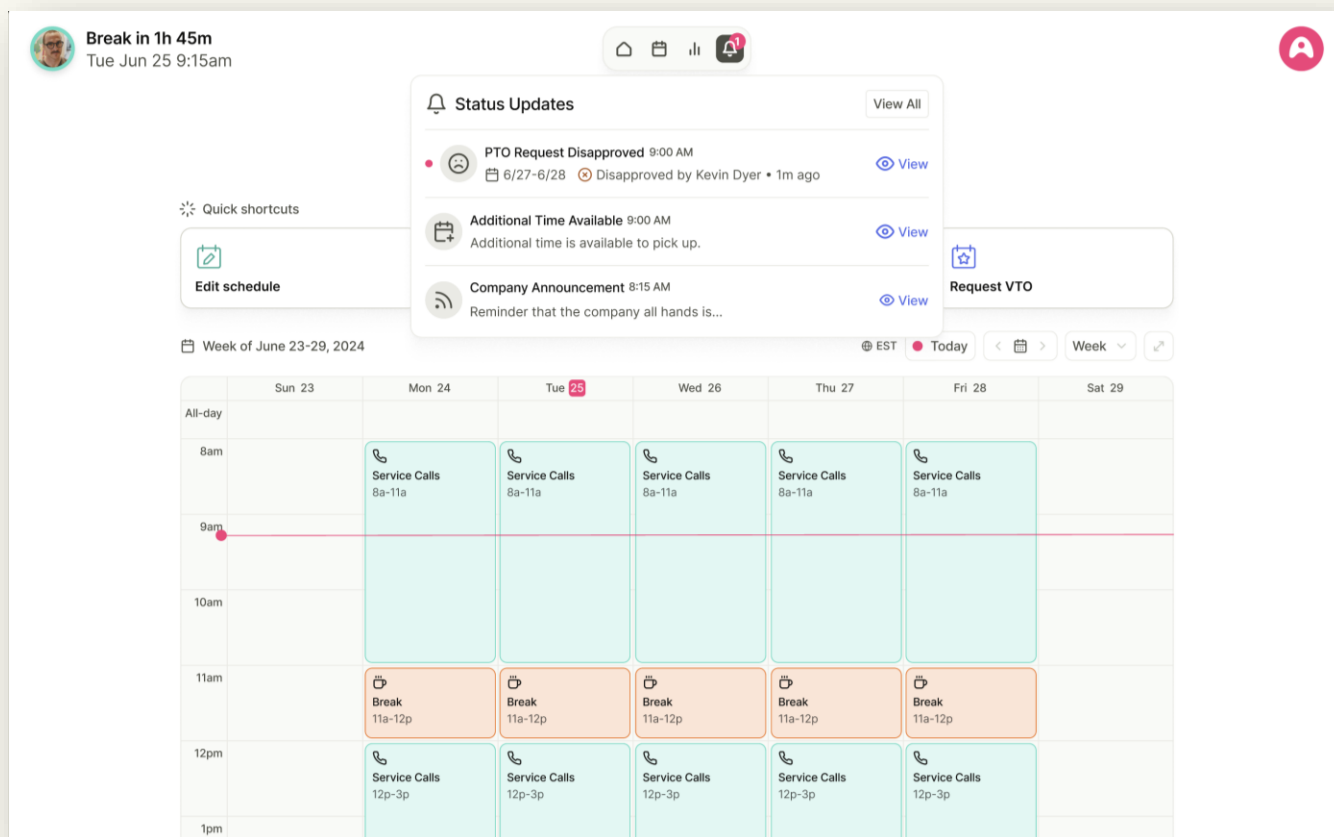 Break in 1h 45m
Tue Jun 25 9:15am
1
Status Updates
View All
PTO Request Disapproved 9:00 AM
6/27-6/28 Disapproved by Kevin Dyer • 1m ago
View
Additional Time Available 9:00 AM
Additional time is available to pick up.
View
Company Announcement 8:15 AM
Reminder that the company all hands is...
View
Quick shortcuts
Edit schedule
Request VTO
Week of June 23-29, 2024
EST
Today
Week
Sun 23 Mon 24 Tue 25 Wed 26 Thu 27 Fri 28 Sat 29
All-day
8am
Service Calls Service Calls Service Calls Service Calls Service Calls
8a-11a 8a-11a 8a-11a 8a-11a 8a-11a
9am
10am
11am
Break Break Break Break Break
11a-12p 11a-12p 11a-12p 11a-12p 11a-12p
12pm
Service Calls Service Calls Service Calls Service Calls Service Calls
12p-3p 12p-3p 12p-3p 12p-3p 12p-3p
1pm